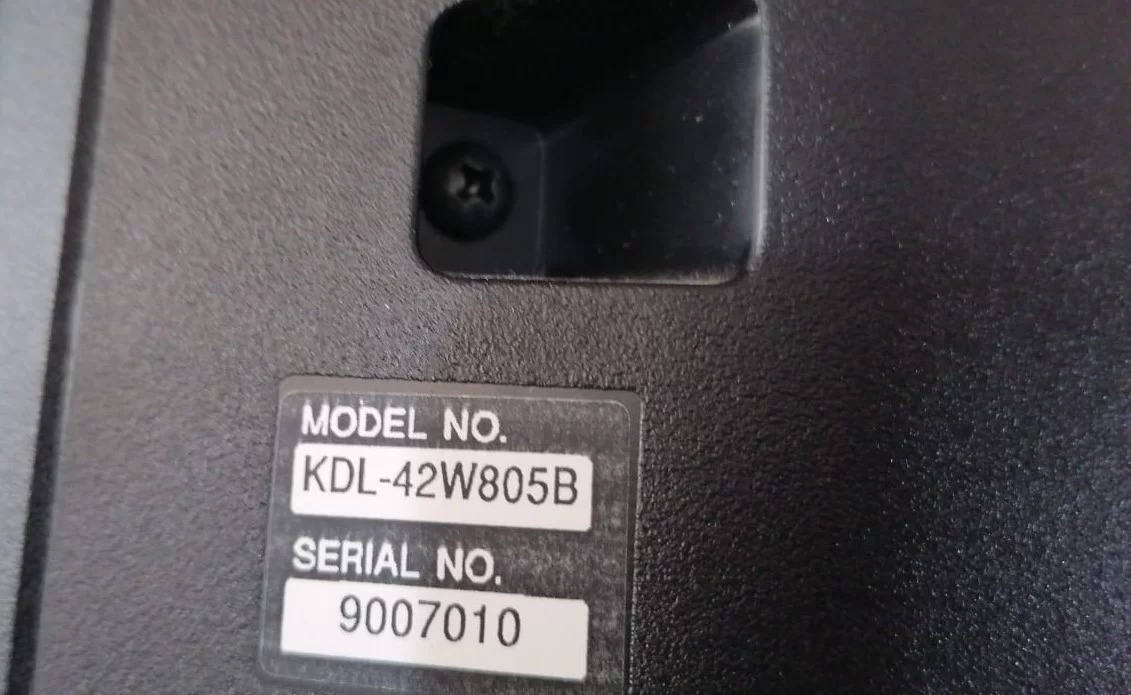 MODEL NO.
KDL-42W805B
SERIAL NO.
9007010